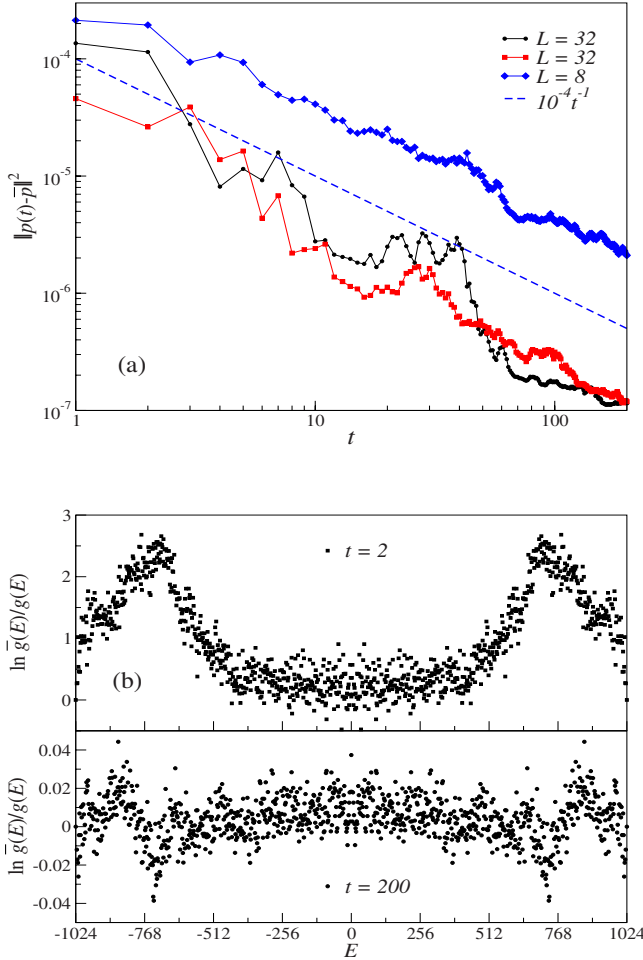 10⁻⁴
10⁻⁵
10⁻⁶
10⁻⁷
‖p(t)-p̅‖²
L = 32
L = 32
L = 8
10⁻⁴t⁻¹
(a)
1
10
100
t
3
2
1
0
ln g̅(E)/g(E)
t = 2
(b)
0.04
0.02
0
-0.02
-0.04
ln g̅(E)/g(E)
t = 200
-1024 -768 -512 -256 0 256 512 768 1024
E